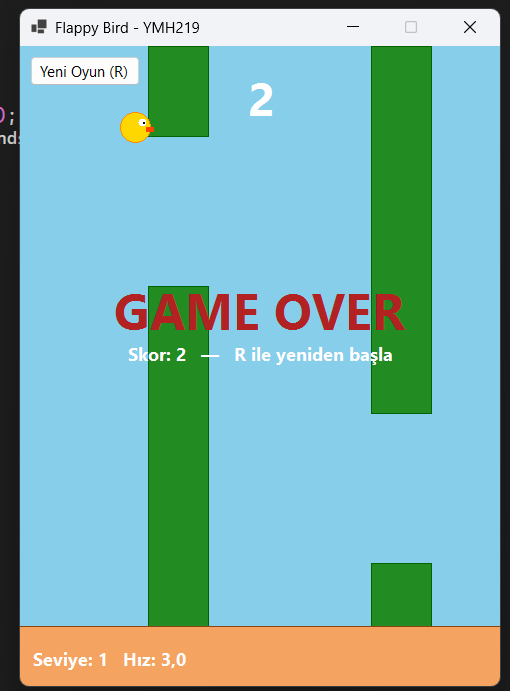 Flappy Bird - YMH219
Yeni Oyun (R)
2
GAME OVER
Skor: 2 — R ile yeniden başla
Seviye: 1 Hız: 3,0